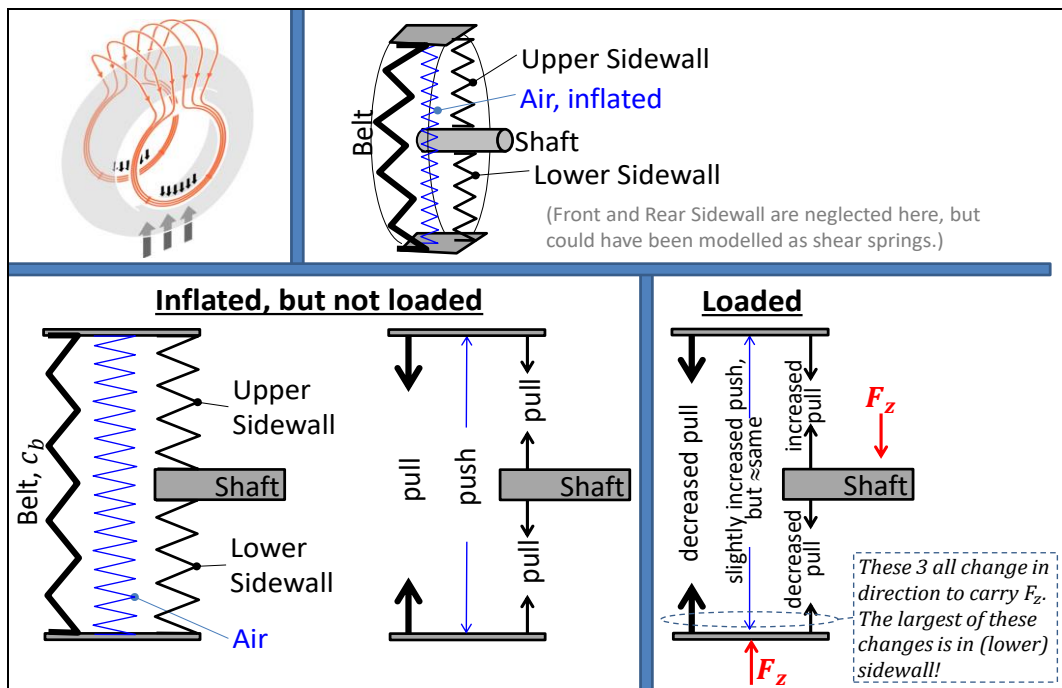 Upper Sidewall
Air, inflated
Belt
Shaft
Lower Sidewall
(Front and Rear Sidewall are neglected here, but
could have been modelled as shear springs.)
Inflated, but not loaded
Belt, c_b
Upper
Sidewall
Shaft
Lower
Sidewall
Air
pull
push
pull
Shaft
pull
Loaded
decreased pull
slightly increased push,
but ≈same
increased
pull
F_z
Shaft
decreased
pull
F_z
These 3 all change in
direction to carry F_z.
The largest of these
changes is in (lower)
sidewall!